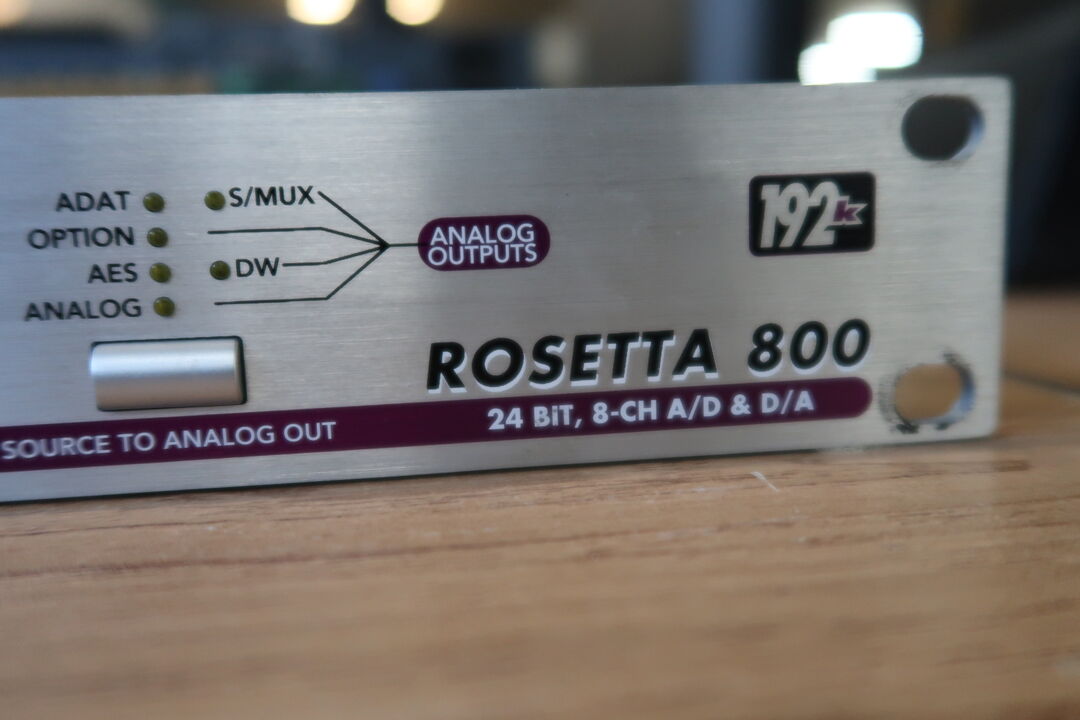 ADAT
S/MUX
OPTION
AES
DW
ANALOG
ANALOG
OUTPUTS
192k
ROSETTA 800
24 BiT, 8-CH A/D & D/A
SOURCE TO ANALOG OUT